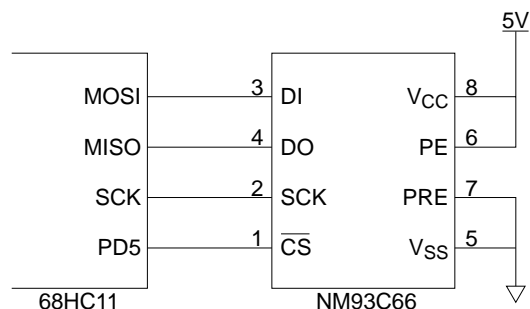 5V
MOSI 3 DI VCC 8
MISO 4 DO PE 6
SCK 2 SCK PRE 7
PD5 1 C̅S̅ VSS 5
68HC11 NM93C66